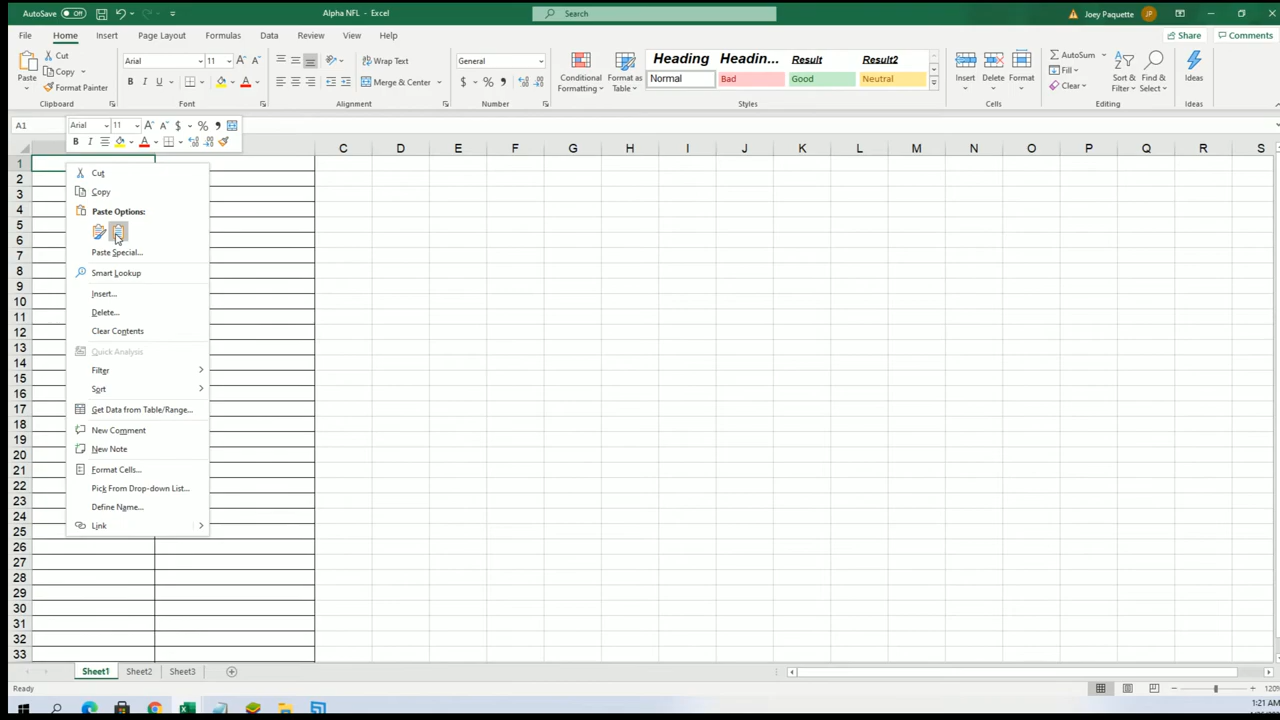 AutoSave Off
Alpha NFL - Excel
Search
Joey Paquette JP
File Home Insert Page Layout Formulas Data Review View Help
Share Comments
Paste
Cut
Copy
Format Painter
Clipboard
Arial 11
B I U
Font
Wrap Text
Merge & Center
Alignment
General
$ % ,
Number
Conditional Formatting
Format as Table
Heading Headin... Result Result2
Normal Bad Good Neutral
Styles
Insert Delete Format
Cells
AutoSum
Fill
Clear
Sort & Filter
Find & Select
Editing
Ideas
Ideas
A1
Arial 11 $ % ,
B I
C D E F G H I J K L M N O P Q R S
1
2
3
4
5
6
7
8
9
10
11
12
13
14
15
16
17
18
19
20
21
22
23
24
25
26
27
28
29
30
31
32
33
Cut
Copy
Paste Options:
Paste Special...
Smart Lookup
Insert...
Delete...
Clear Contents
Quick Analysis
Filter
Sort
Get Data from Table/Range...
New Comment
New Note
Format Cells...
Pick From Drop-down List...
Define Name...
Link
Sheet1 Sheet2 Sheet3
Ready
120%
1:21 AM